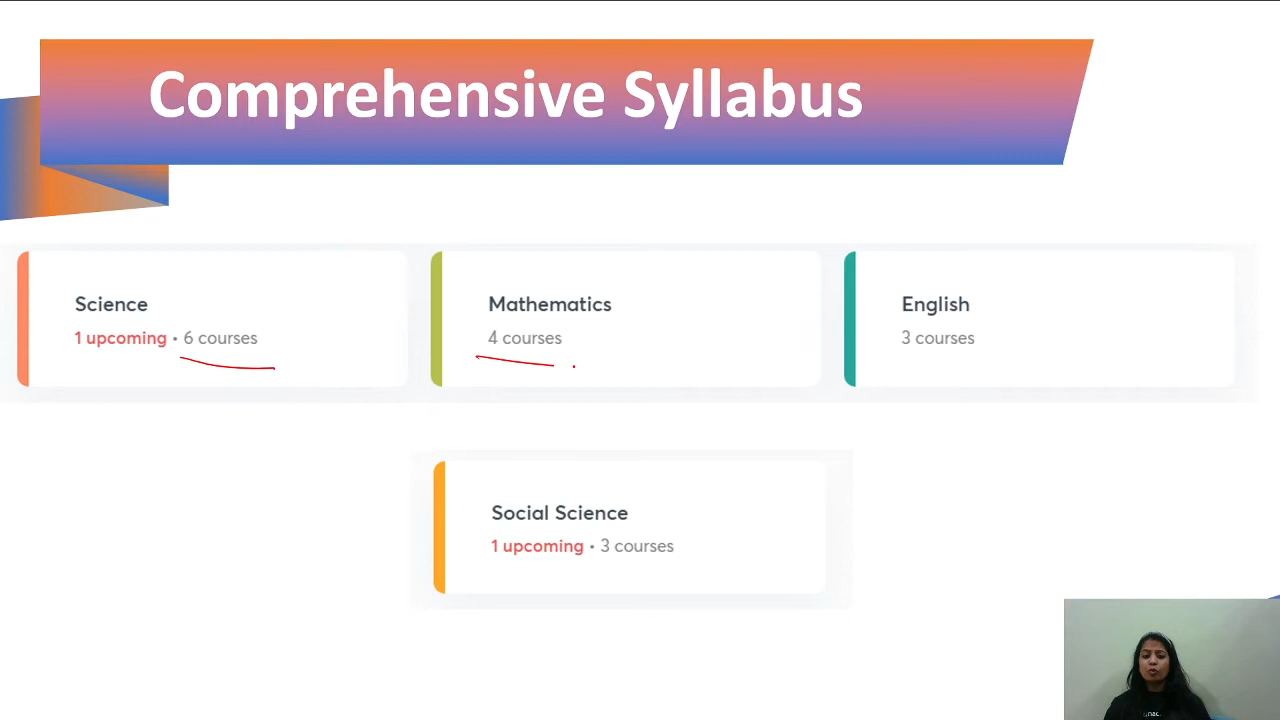 Comprehensive Syllabus
Science
1 upcoming • 6 courses
Mathematics
4 courses
English
3 courses
Social Science
1 upcoming • 3 courses